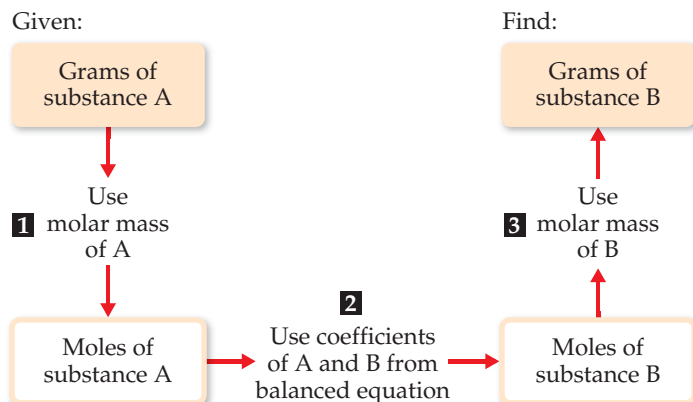 Given:
Find:
Grams of
substance A
Grams of
substance B
1
Use
molar mass
of A
3
Use
molar mass
of B
2
Use coefficients
of A and B from
balanced equation
Moles of
substance A
Moles of
substance B